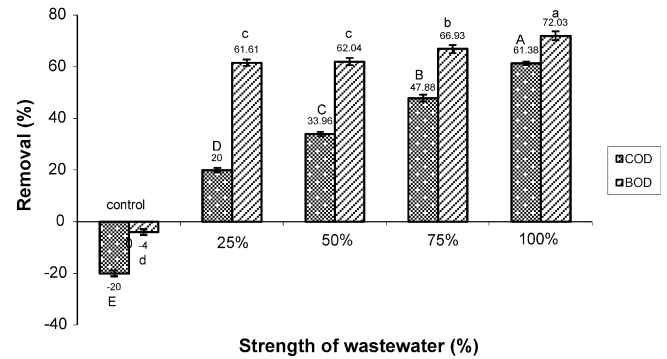 80
60
40
20
0
-20
-40
Removal (%)
control
-20
E
-4
d
D
20
c
61.61
25%
C
33.96
c
62.04
50%
B
47.88
b
66.93
75%
A
61.38
a
72.03
100%
COD
BOD
Strength of wastewater (%)